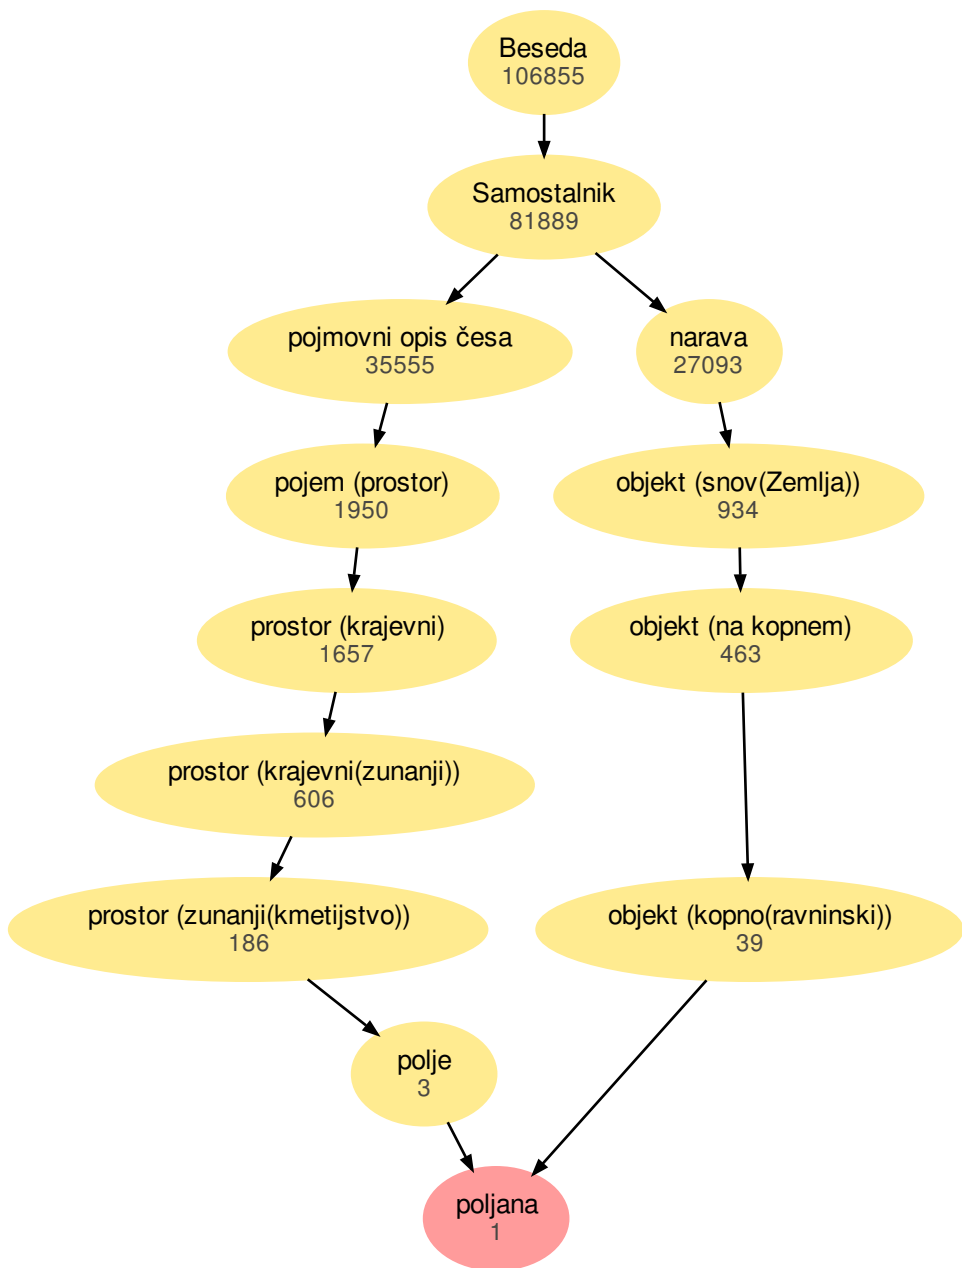 Beseda
106855
Samostalnik
81889
pojmovni opis česa
35555
narava
27093
pojem (prostor)
1950
objekt (snov(Zemlja))
934
prostor (krajevni)
1657
objekt (na kopnem)
463
prostor (krajevni(zunanji))
606
prostor (zunanji(kmetijstvo))
186
objekt (kopno(ravninski))
39
polje
3
poljana
1